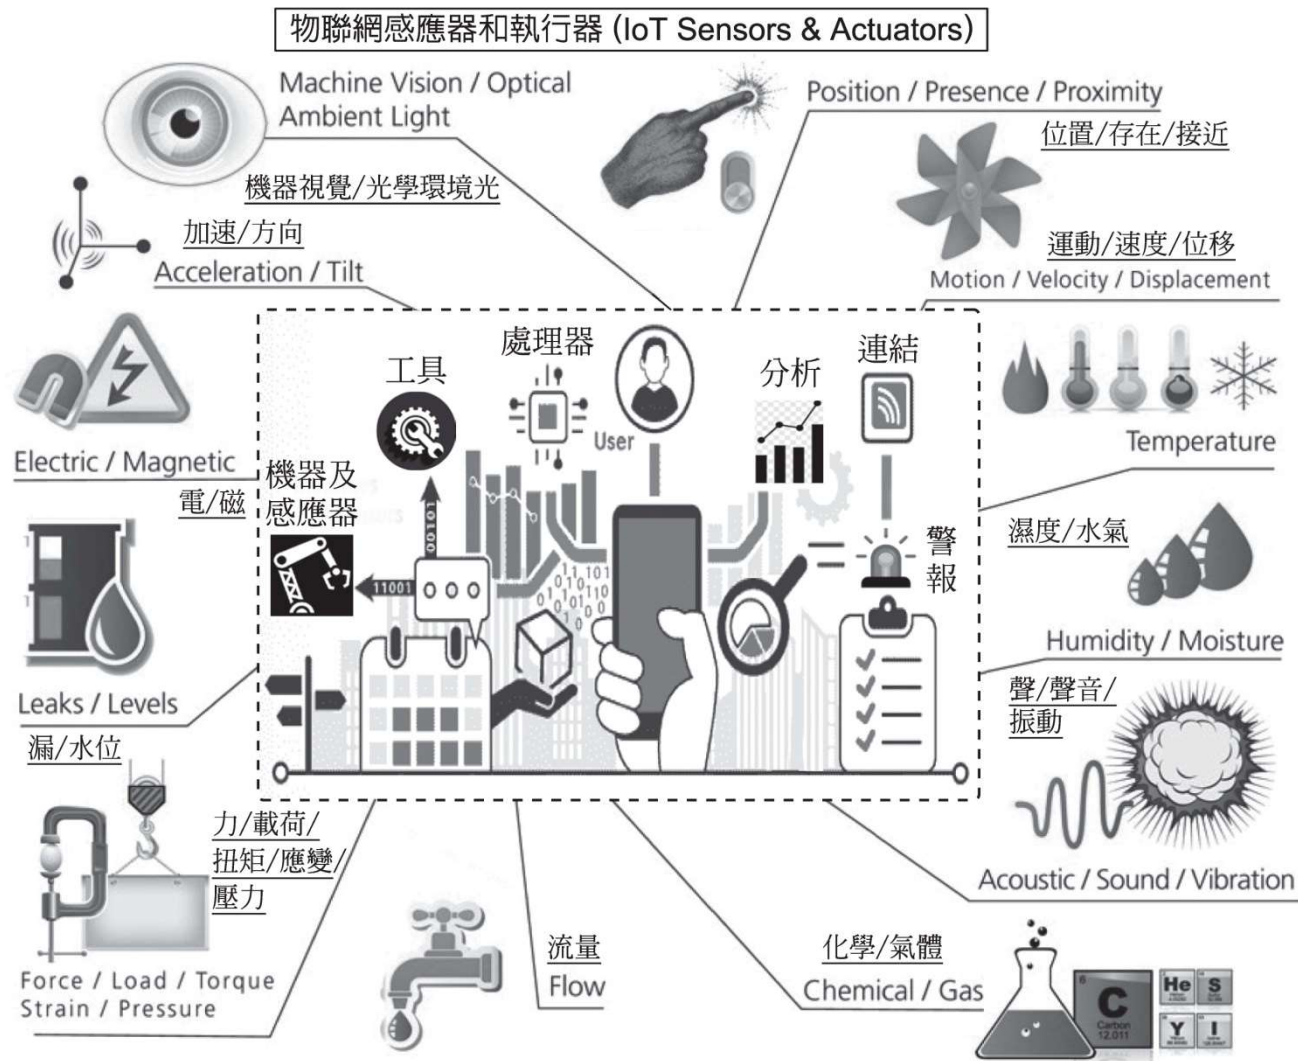 物聯網感應器和執行器 (IoT Sensors & Actuators)
Machine Vision / Optical
Ambient Light
機器視覺/光學環境光
Position / Presence / Proximity
位置/存在/接近
加速/方向
Acceleration / Tilt
運動/速度/位移
Motion / Velocity / Displacement
Electric / Magnetic
電/磁
Temperature
工具
處理器
User
分析
連結
機器及
感應器
10100
11001
警
報
濕度/水氣
Humidity / Moisture
Leaks / Levels
漏/水位
聲/聲音/
振動
Acoustic / Sound / Vibration
力/載荷/
扭矩/應變/
壓力
Force / Load / Torque
Strain / Pressure
流量
Flow
化學/氣體
Chemical / Gas
6
C
Carbon
12.011
He
S
Y
I